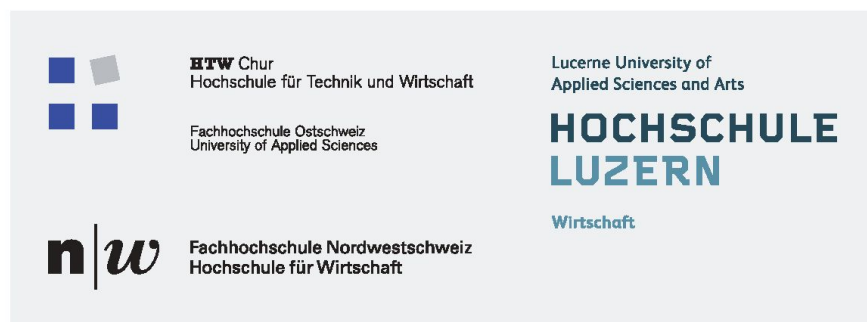 HTW Chur
Hochschule für Technik und Wirtschaft
Fachhochschule Ostschweiz
University of Applied Sciences
n|w
Fachhochschule Nordwestschweiz
Hochschule für Wirtschaft
Lucerne University of
Applied Sciences and Arts
HOCHSCHULE
LUZERN
Wirtschaft